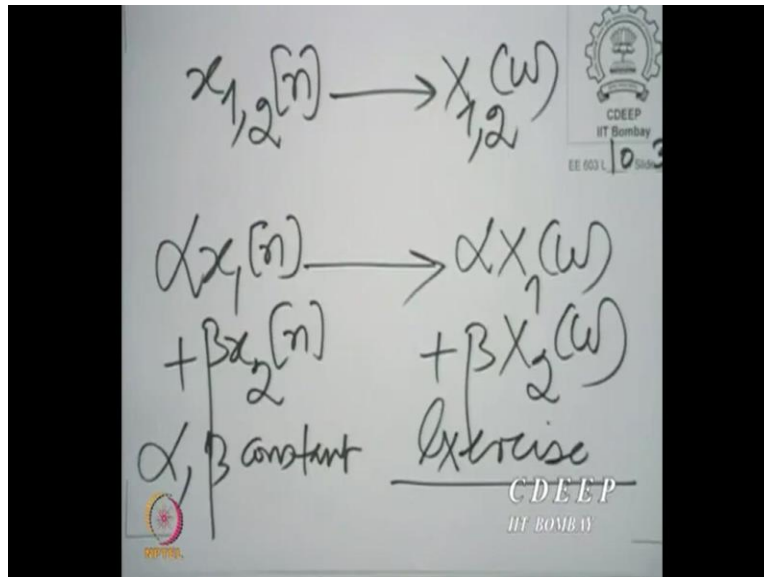 x₁,₂[n] → X₁,₂(ω)
CDEEP
IIT Bombay
EE 603 L 10 Slide 3
αx₁[n] → αX₁(ω)
+ βx₂[n] + βX₂(ω)
α, β constant exercise
CDEEP
IIT BOMBAY
NPTEL